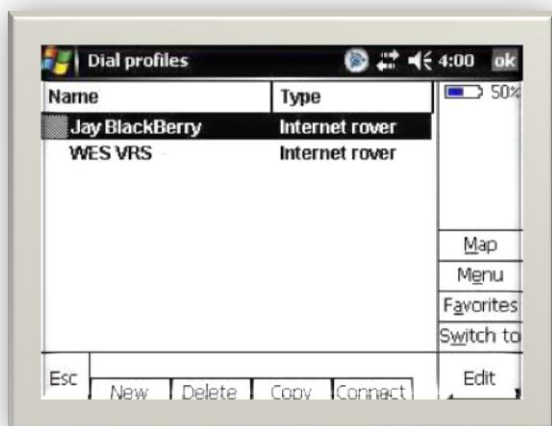 Dial profiles 4:00 ok
Name Type 50%
Jay BlackBerry Internet rover
WES VRS Internet rover
Map
Menu
Favorites
Switch to
Esc New Delete Copy Connect Edit